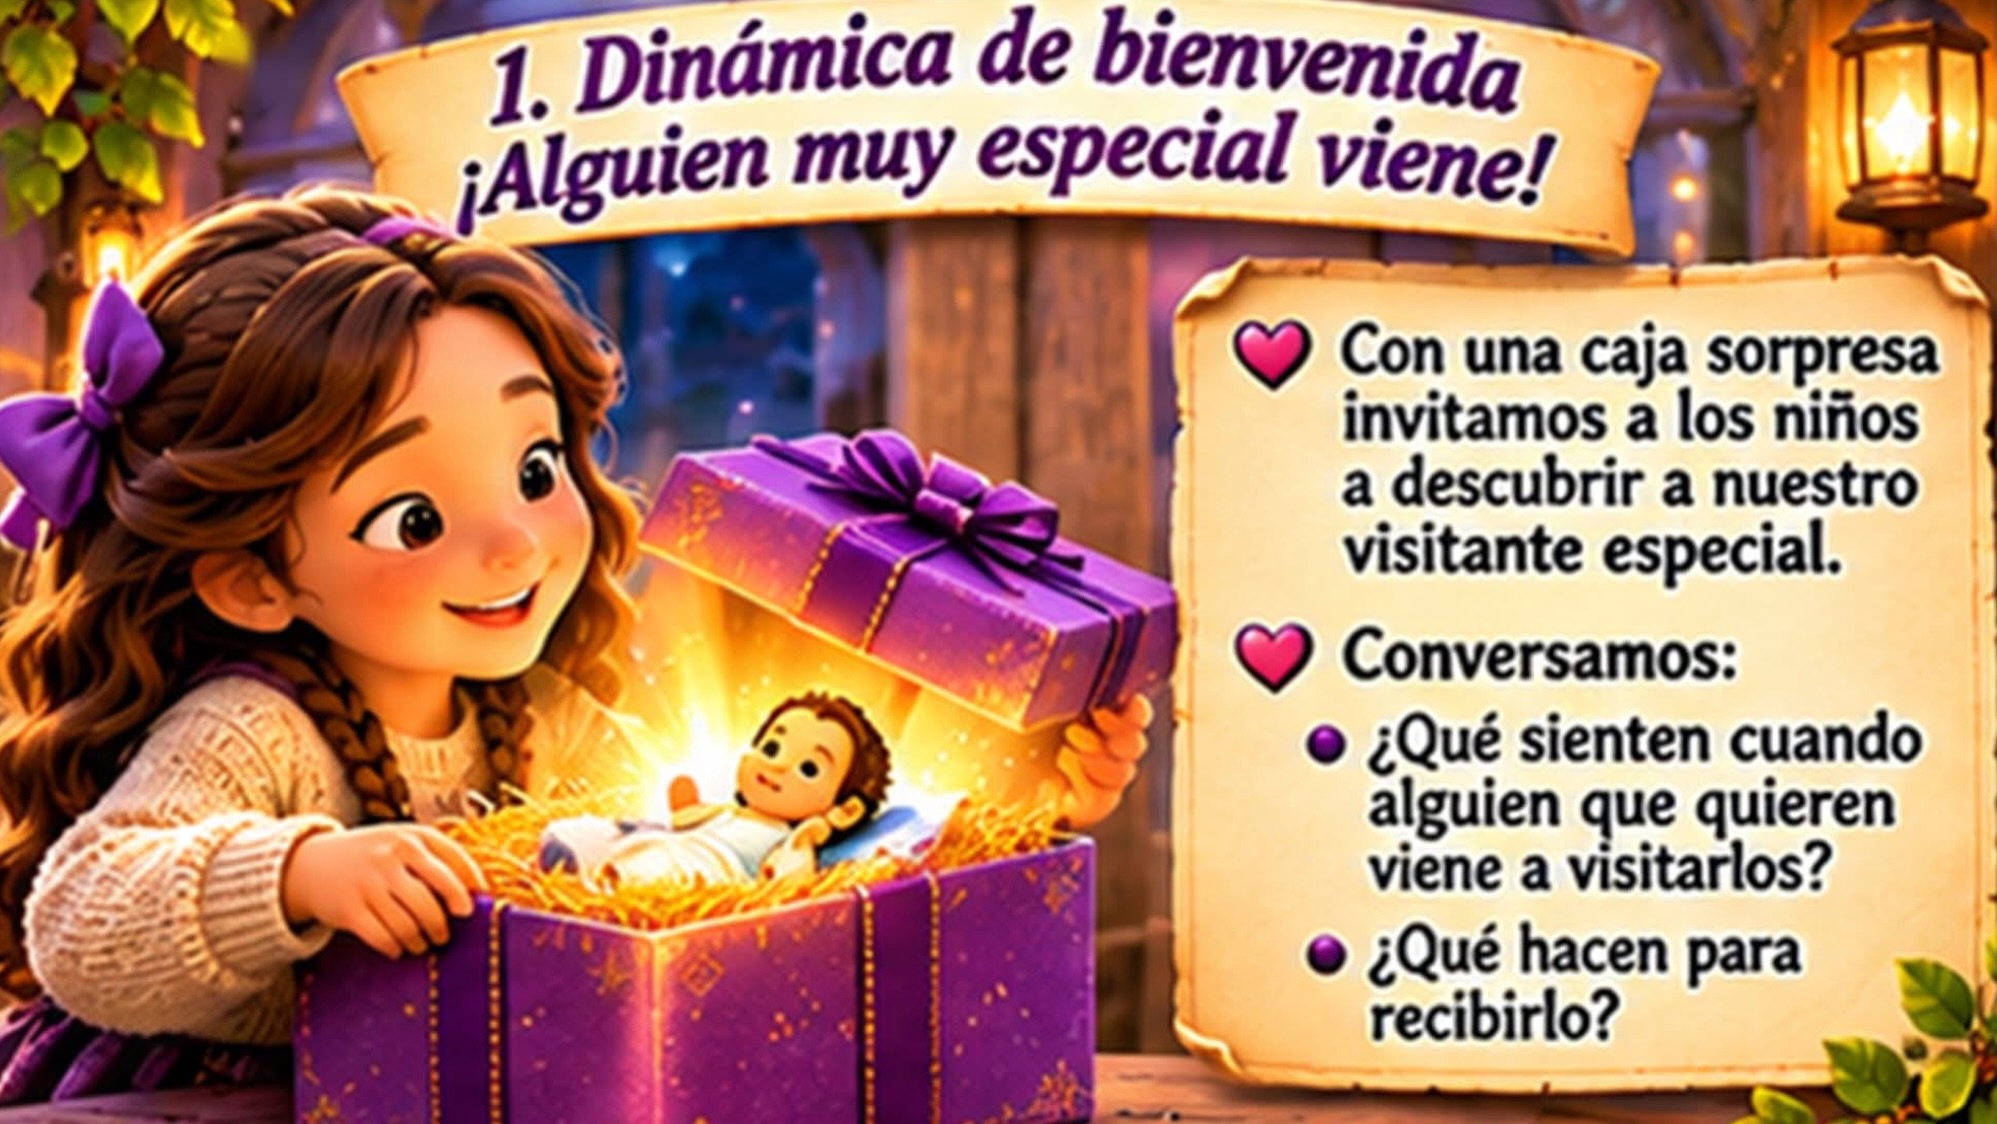 1. Dinámica de bienvenida
¡Alguien muy especial viene!
Con una caja sorpresa
invitamos a los niños
a descubrir a nuestro
visitante especial.
Conversamos:
¿Qué sienten cuando
alguien que quieren
viene a visitarlos?
¿Qué hacen para
recibirlo?